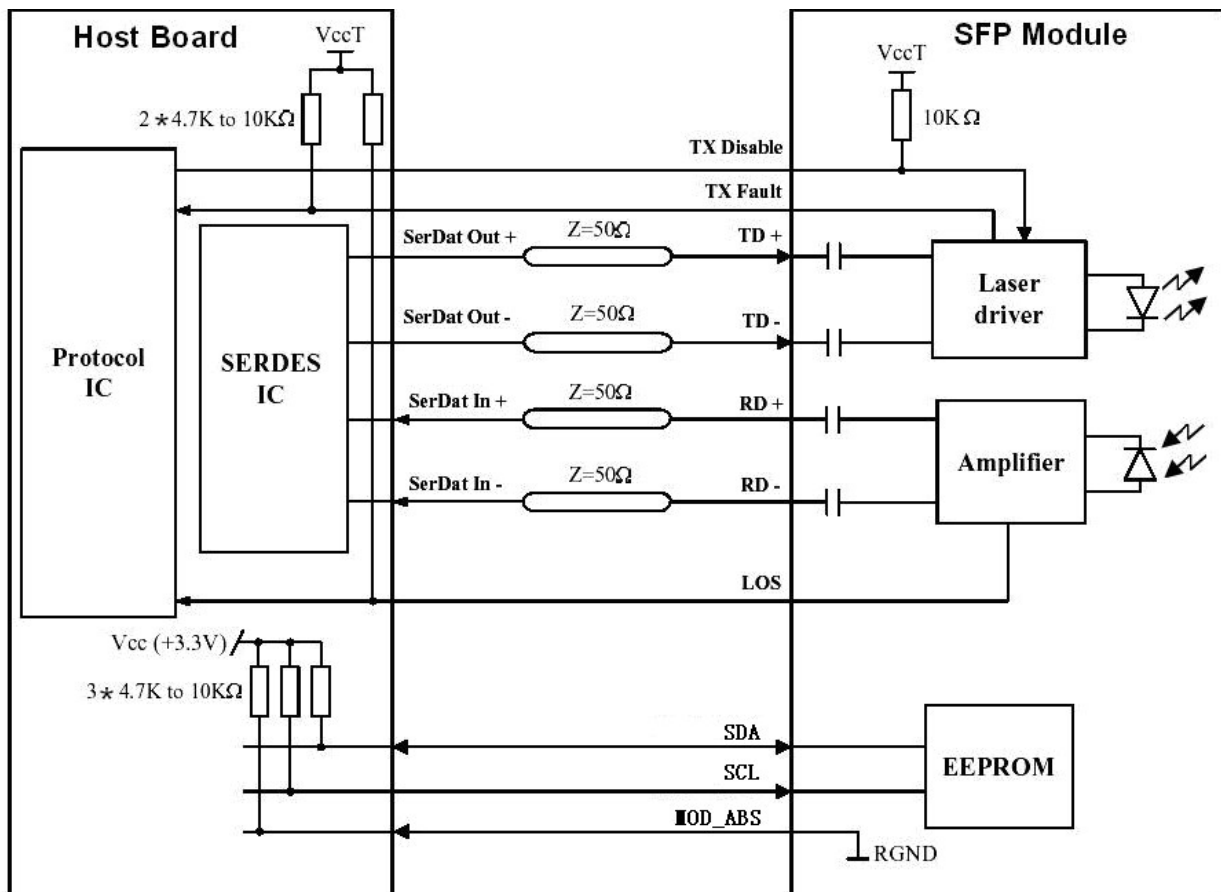 Host Board
SFP Module
VccT
VccT
2*4.7K to 10KΩ
10KΩ
TX Disable
TX Fault
SerDat Out +
Z=50Ω
TD +
SerDat Out -
Z=50Ω
TD -
Laser
driver
Protocol
IC
SERDES
IC
SerDat In +
Z=50Ω
RD +
SerDat In -
Z=50Ω
RD -
Amplifier
LOS
Vcc (+3.3V)
3*4.7K to 10KΩ
SDA
SCL
MOD_ABS
EEPROM
RGND